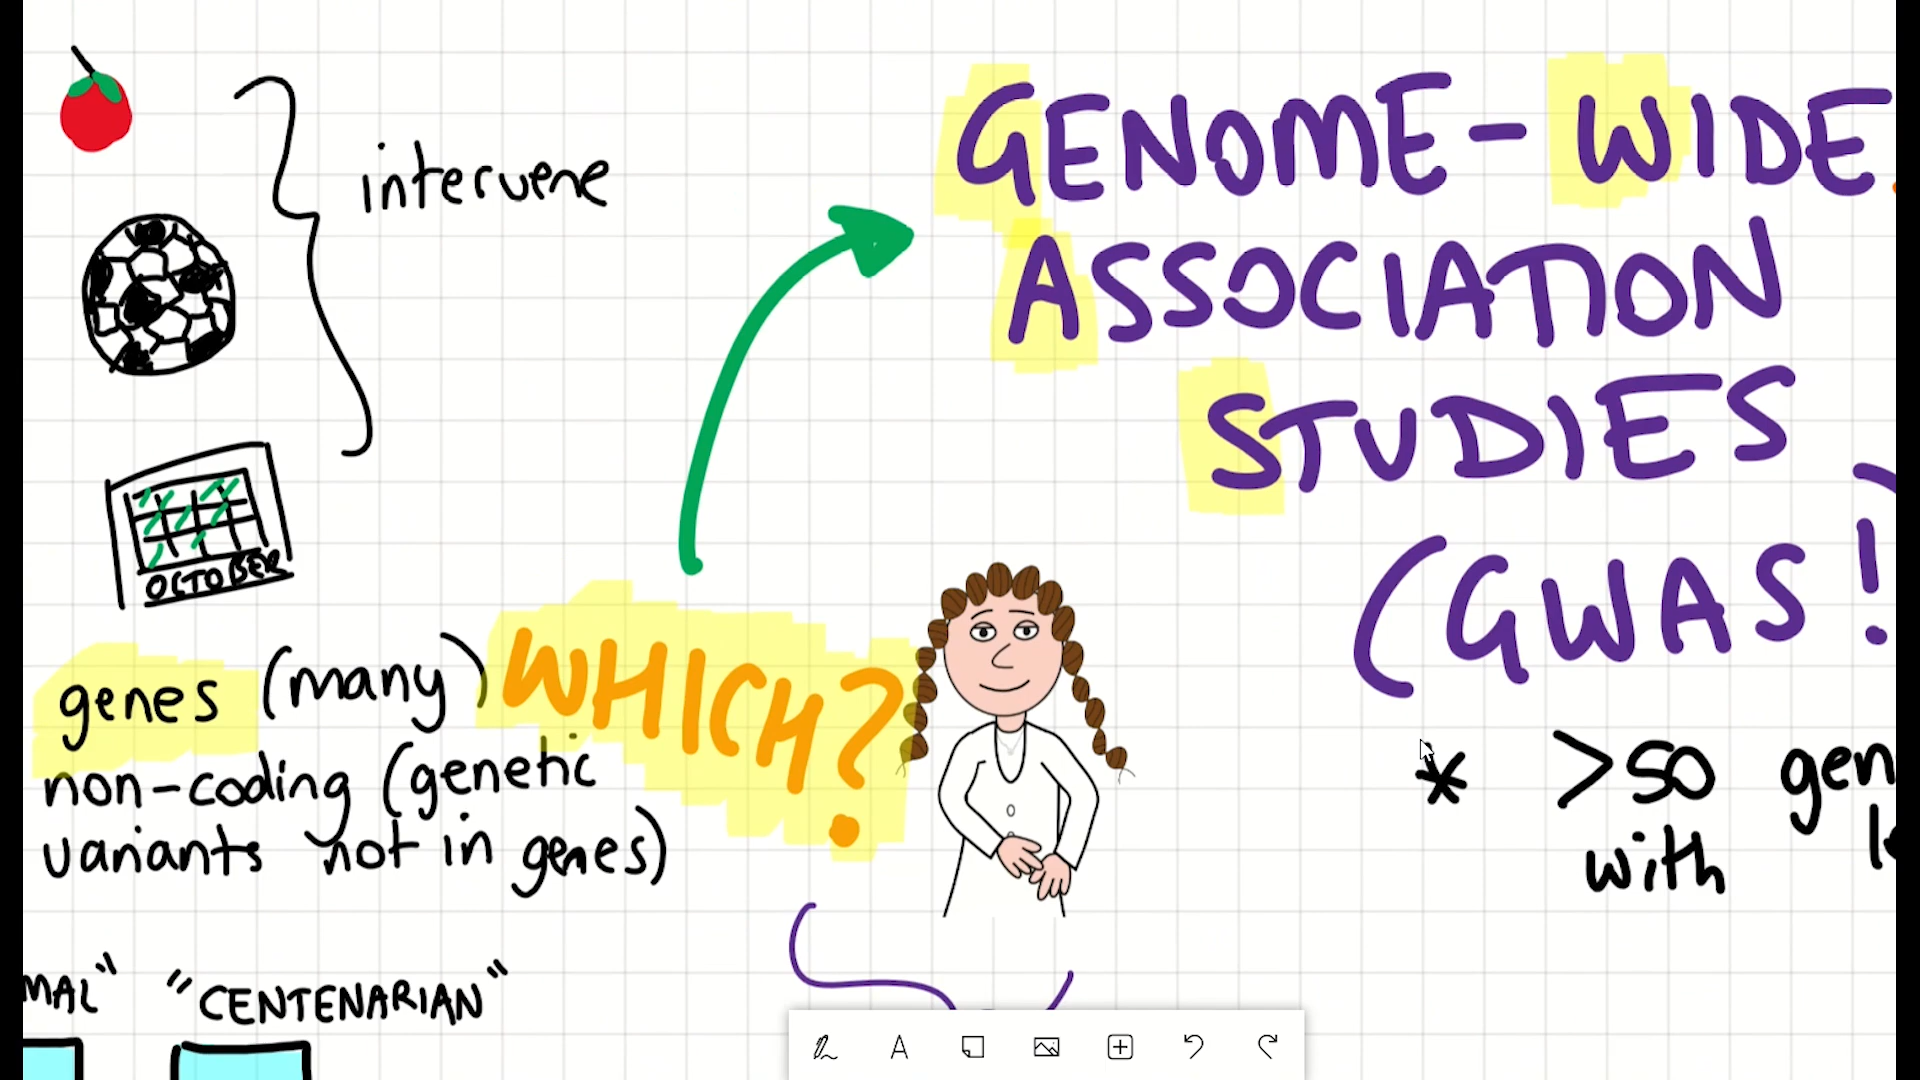 intervene
OCTOBER
genes (many) WHICH?
non-coding (genetic
variants not in genes)
"CENTENARIAN"
GENOME-WIDE
ASSOCIATION
STUDIES
(GWAS!)
* >50
with